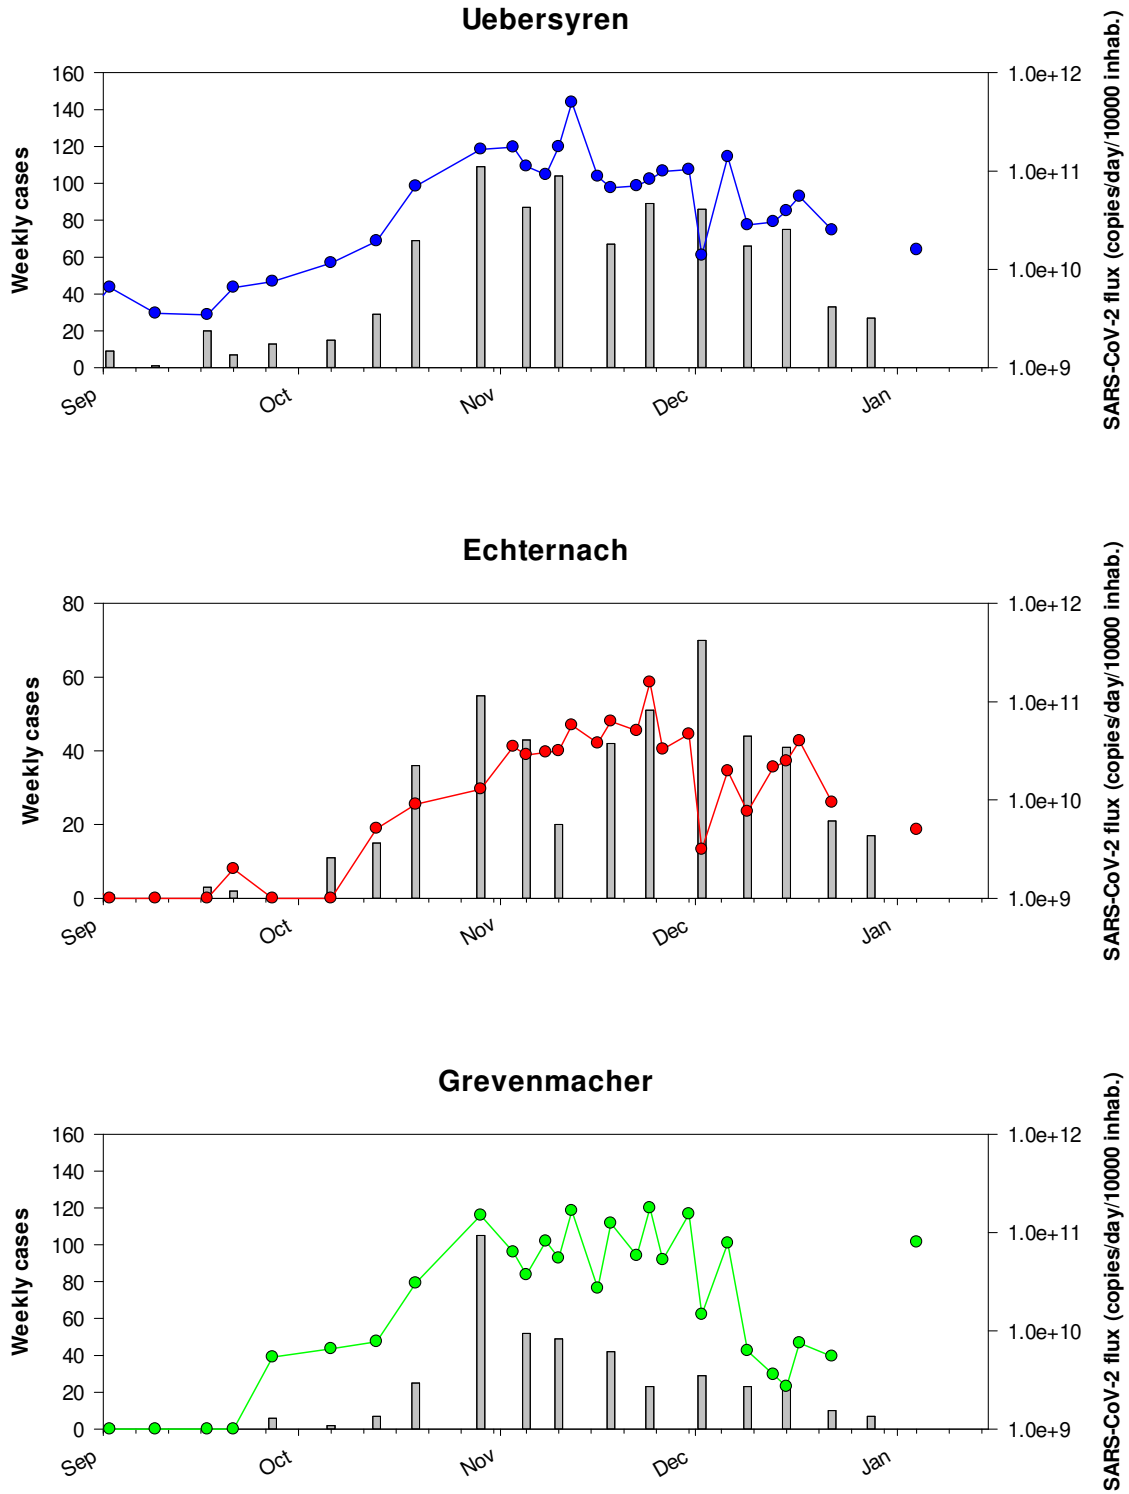 Uebersyren
Weekly cases
160
140
120
100
80
60
40
20
0
1.0e+12
1.0e+11
1.0e+10
1.0e+9
SARS-CoV-2 flux (copies/day/10000 inhab.)
Sep
Oct
Nov
Dec
Jan
Echternach
Weekly cases
80
60
40
20
0
1.0e+12
1.0e+11
1.0e+10
1.0e+9
SARS-CoV-2 flux (copies/day/10000 inhab.)
Sep
Oct
Nov
Dec
Jan
Grevenmacher
Weekly cases
160
140
120
100
80
60
40
20
0
1.0e+12
1.0e+11
1.0e+10
1.0e+9
SARS-CoV-2 flux (copies/day/10000 inhab.)
Sep
Oct
Nov
Dec
Jan